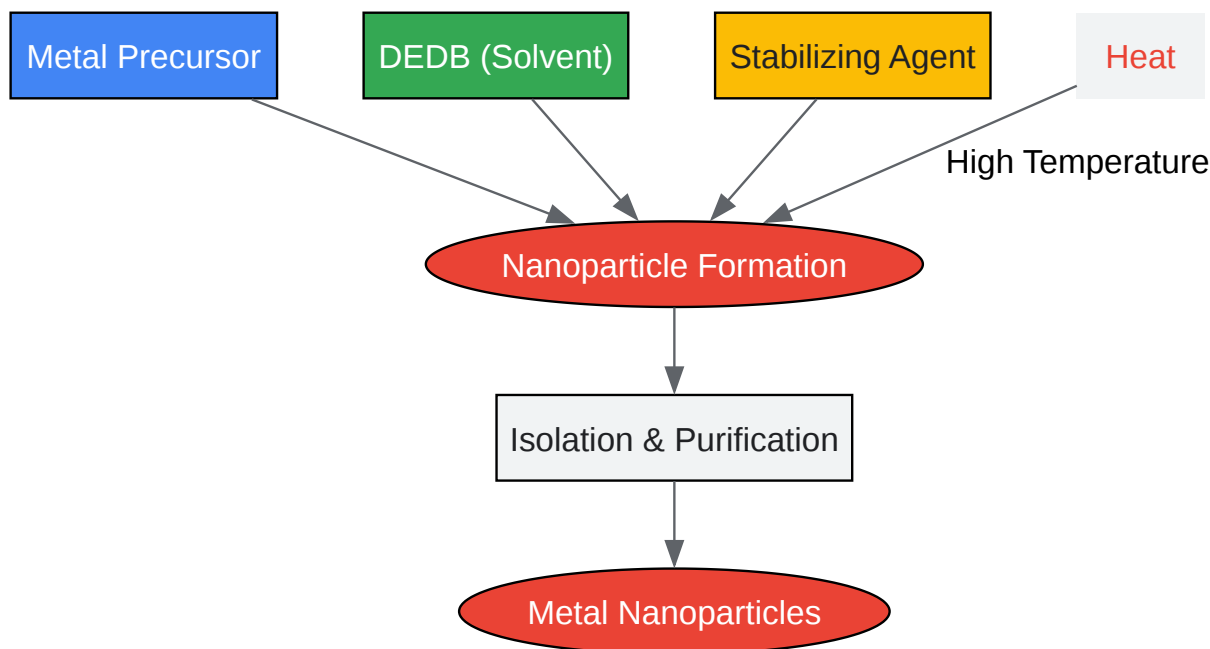 Metal Precursor
DEDB (Solvent)
Stabilizing Agent
Heat
High Temperature
Nanoparticle Formation
Isolation & Purification
Metal Nanoparticles